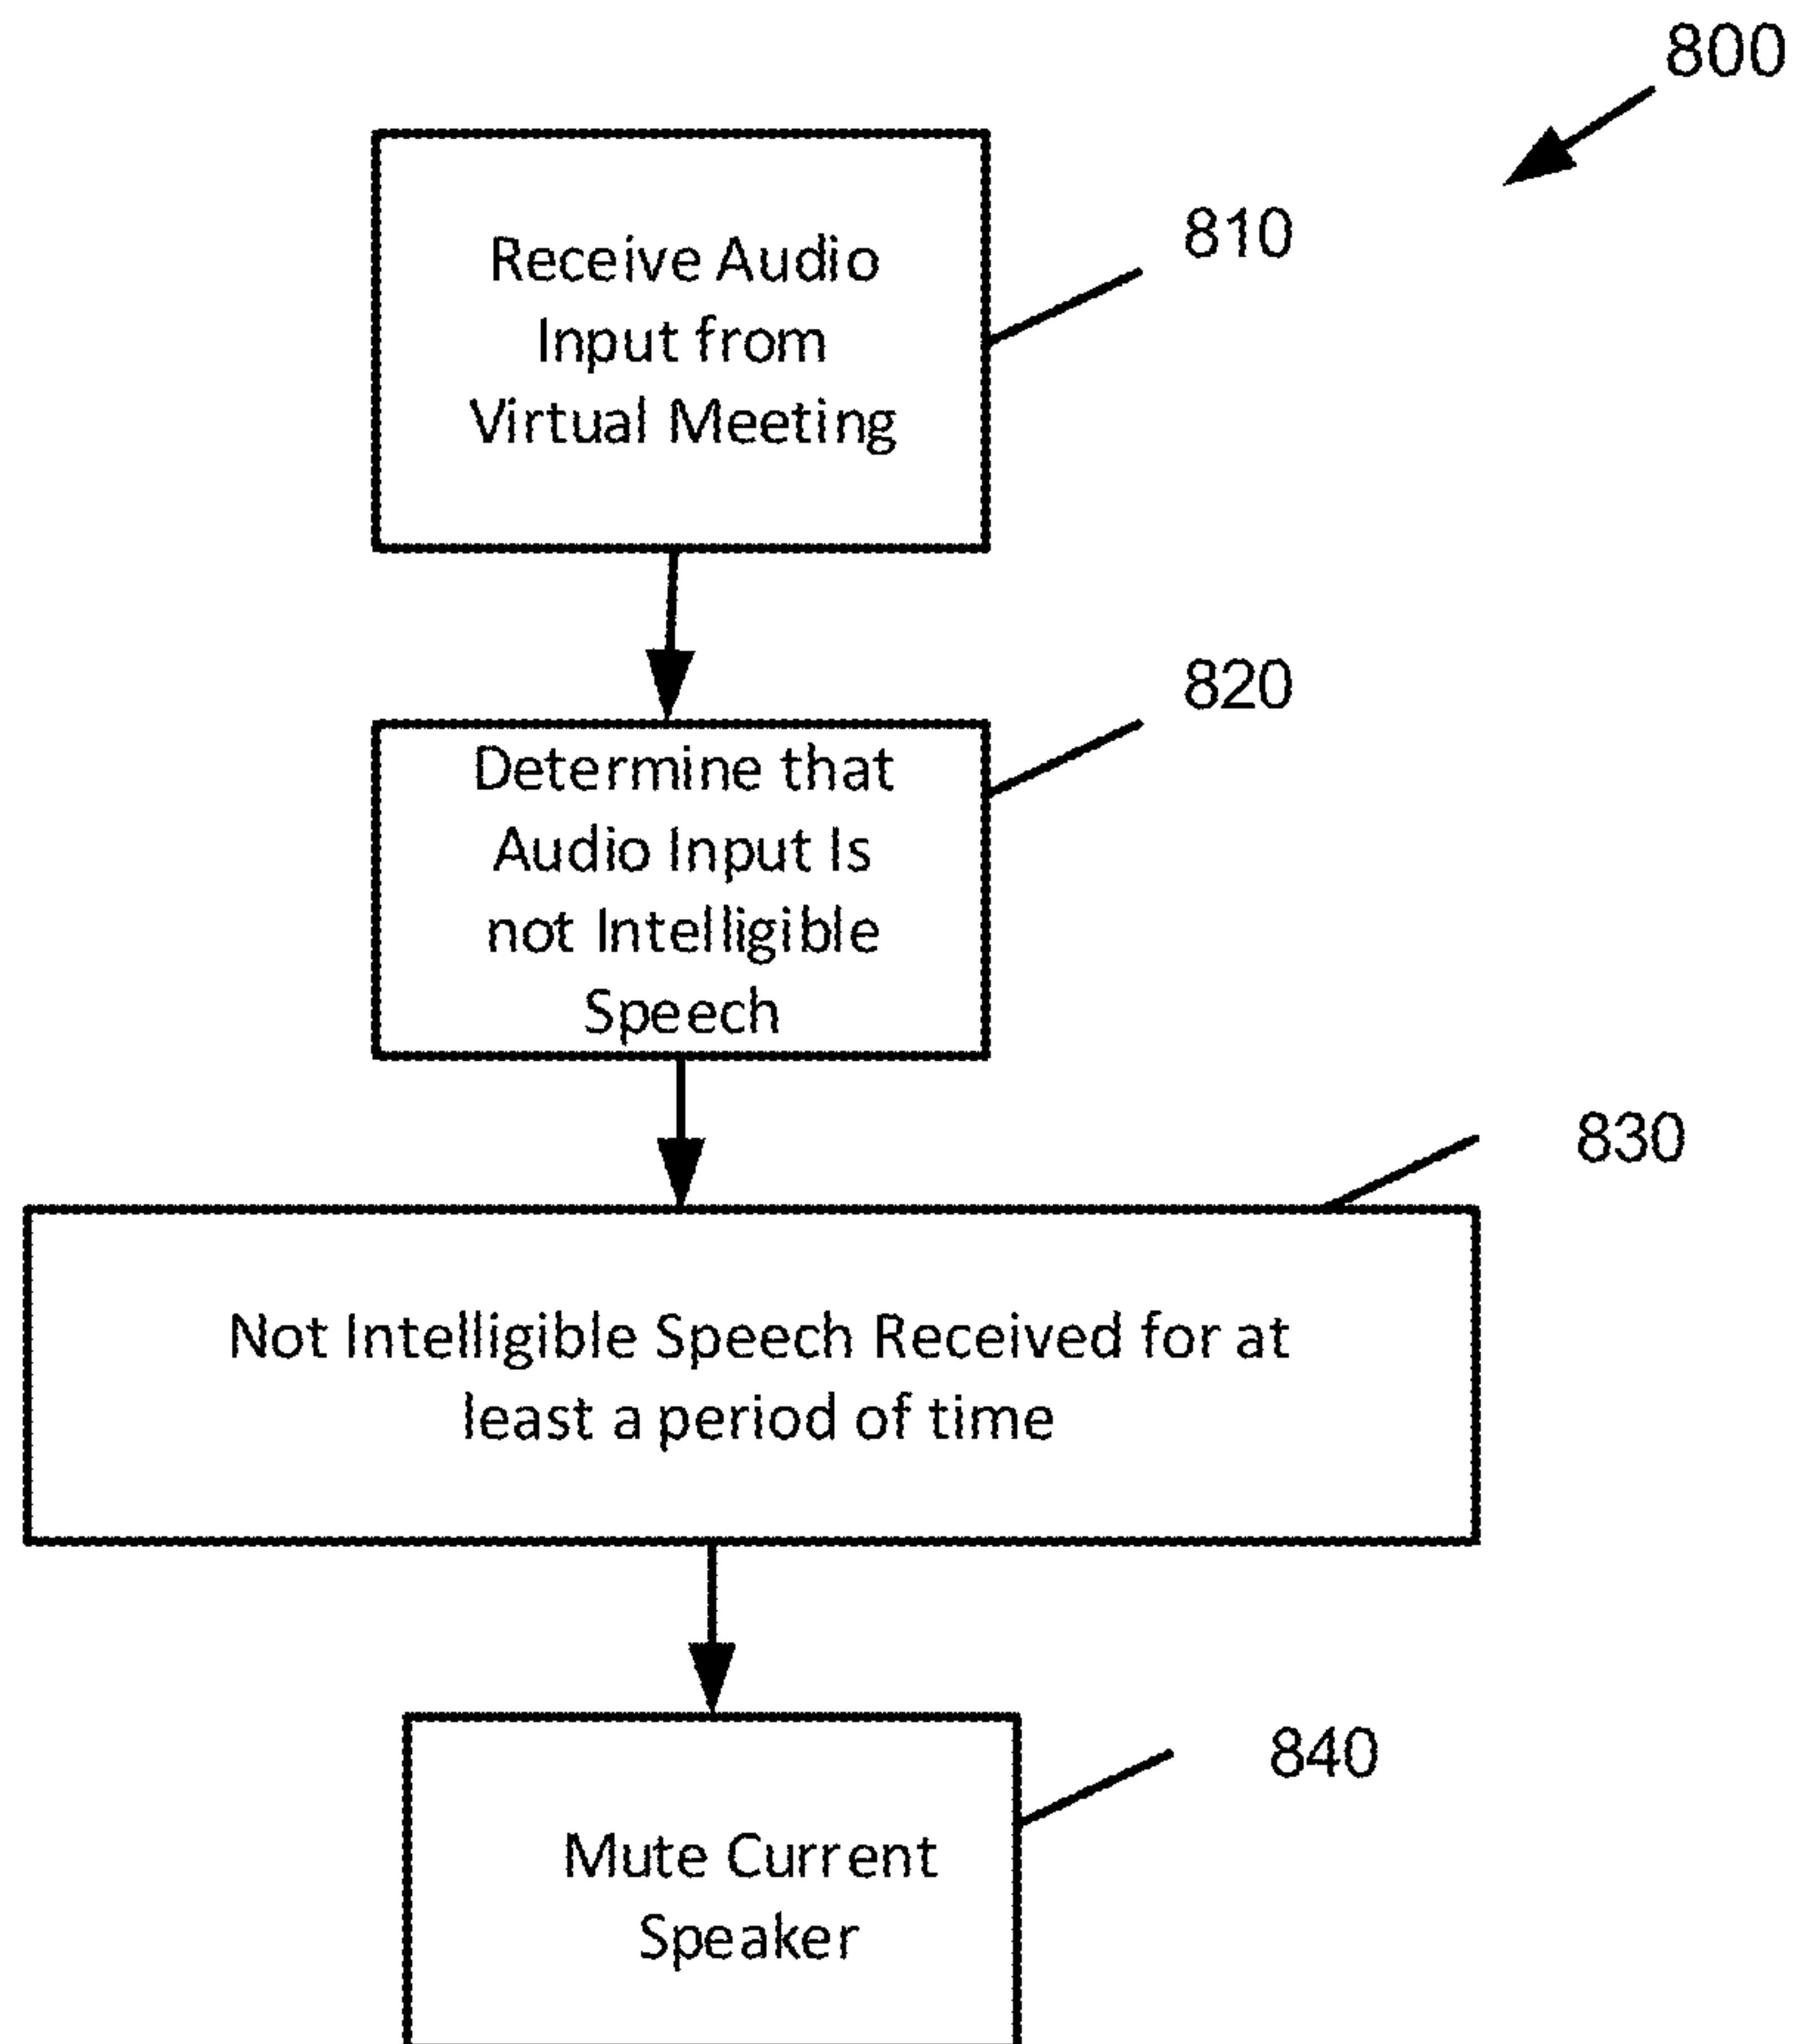 800
810
Receive Audio
Input from
Virtual Meeting
820
Determine that
Audio Input Is
not Intelligible
Speech
830
Not Intelligible Speech Received for at
least a period of time
840
Mute Current
Speaker